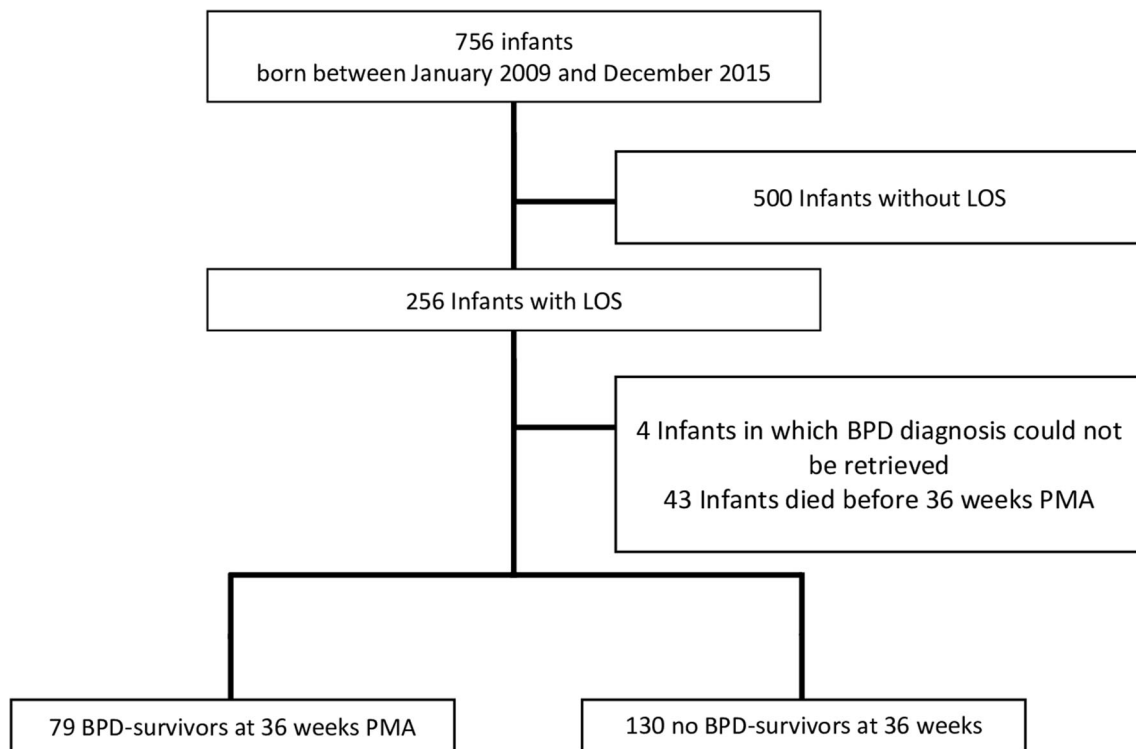 756 infants
born between January 2009 and December 2015
500 Infants without LOS
256 Infants with LOS
4 Infants in which BPD diagnosis could not
be retrieved
43 Infants died before 36 weeks PMA
79 BPD-survivors at 36 weeks PMA
130 no BPD-survivors at 36 weeks